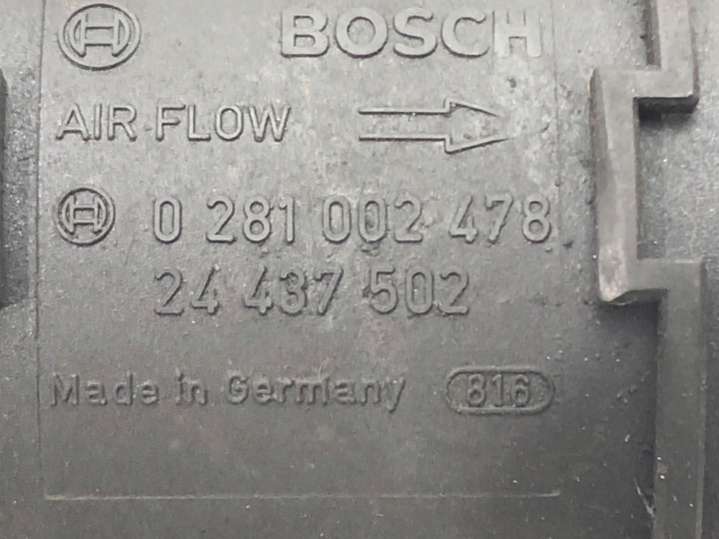 BOSCH
AIR FLOW
0 281 002 478
24 437 502
Made in Germany 816